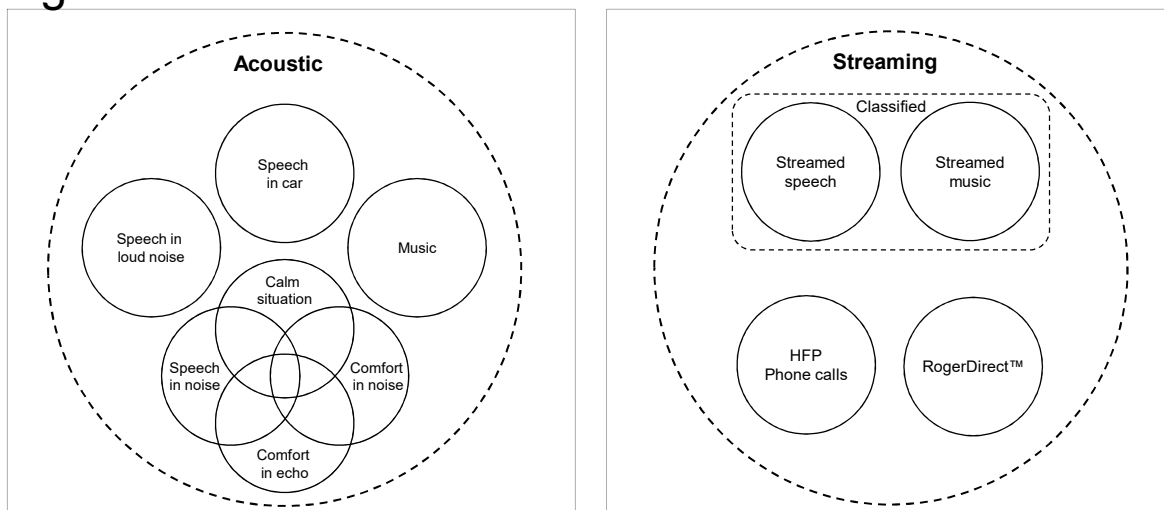 Acoustic
Speech
in car
Speech in
loud noise
Music
Calm
situation
Speech
in noise
Comfort
in noise
Comfort
in echo
Streaming
Classified
Streamed
speech
Streamed
music
HFP
Phone calls
RogerDirect™